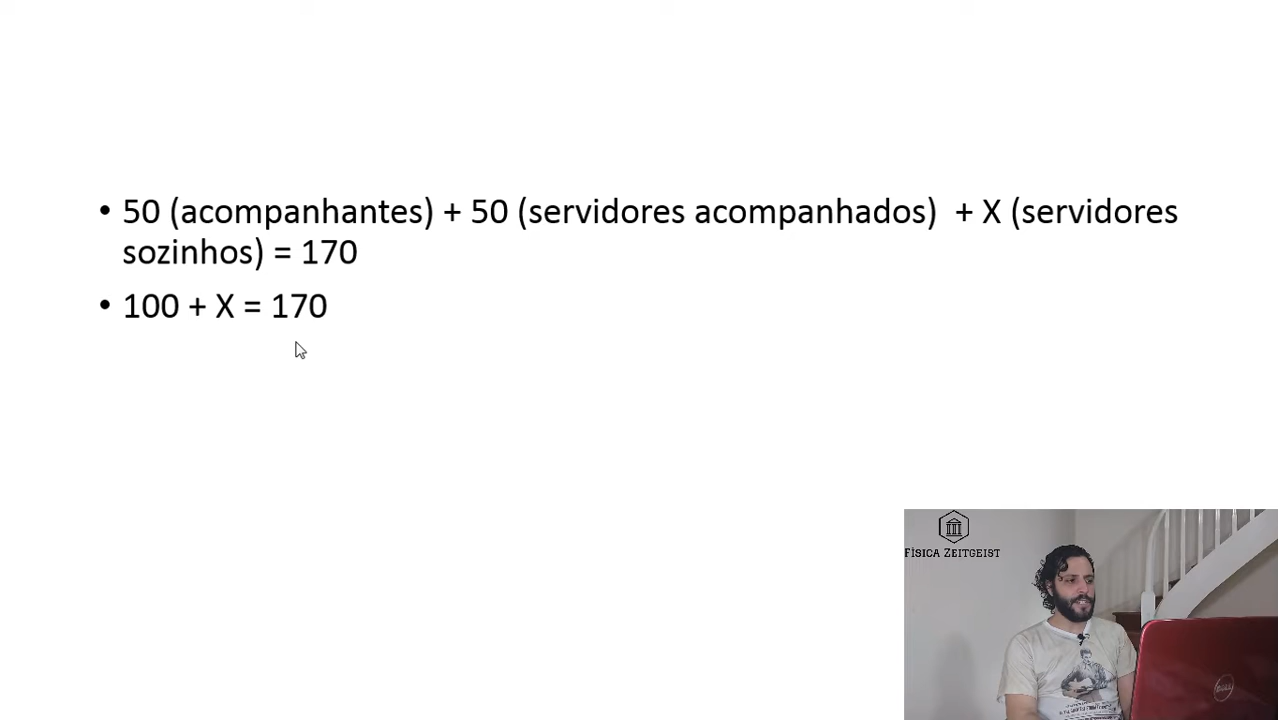 • 50 (acompanhantes) + 50 (servidores acompanhados) + X (servidores
sozinhos) = 170
• 100 + X = 170
FÍSICA ZEITGEIST